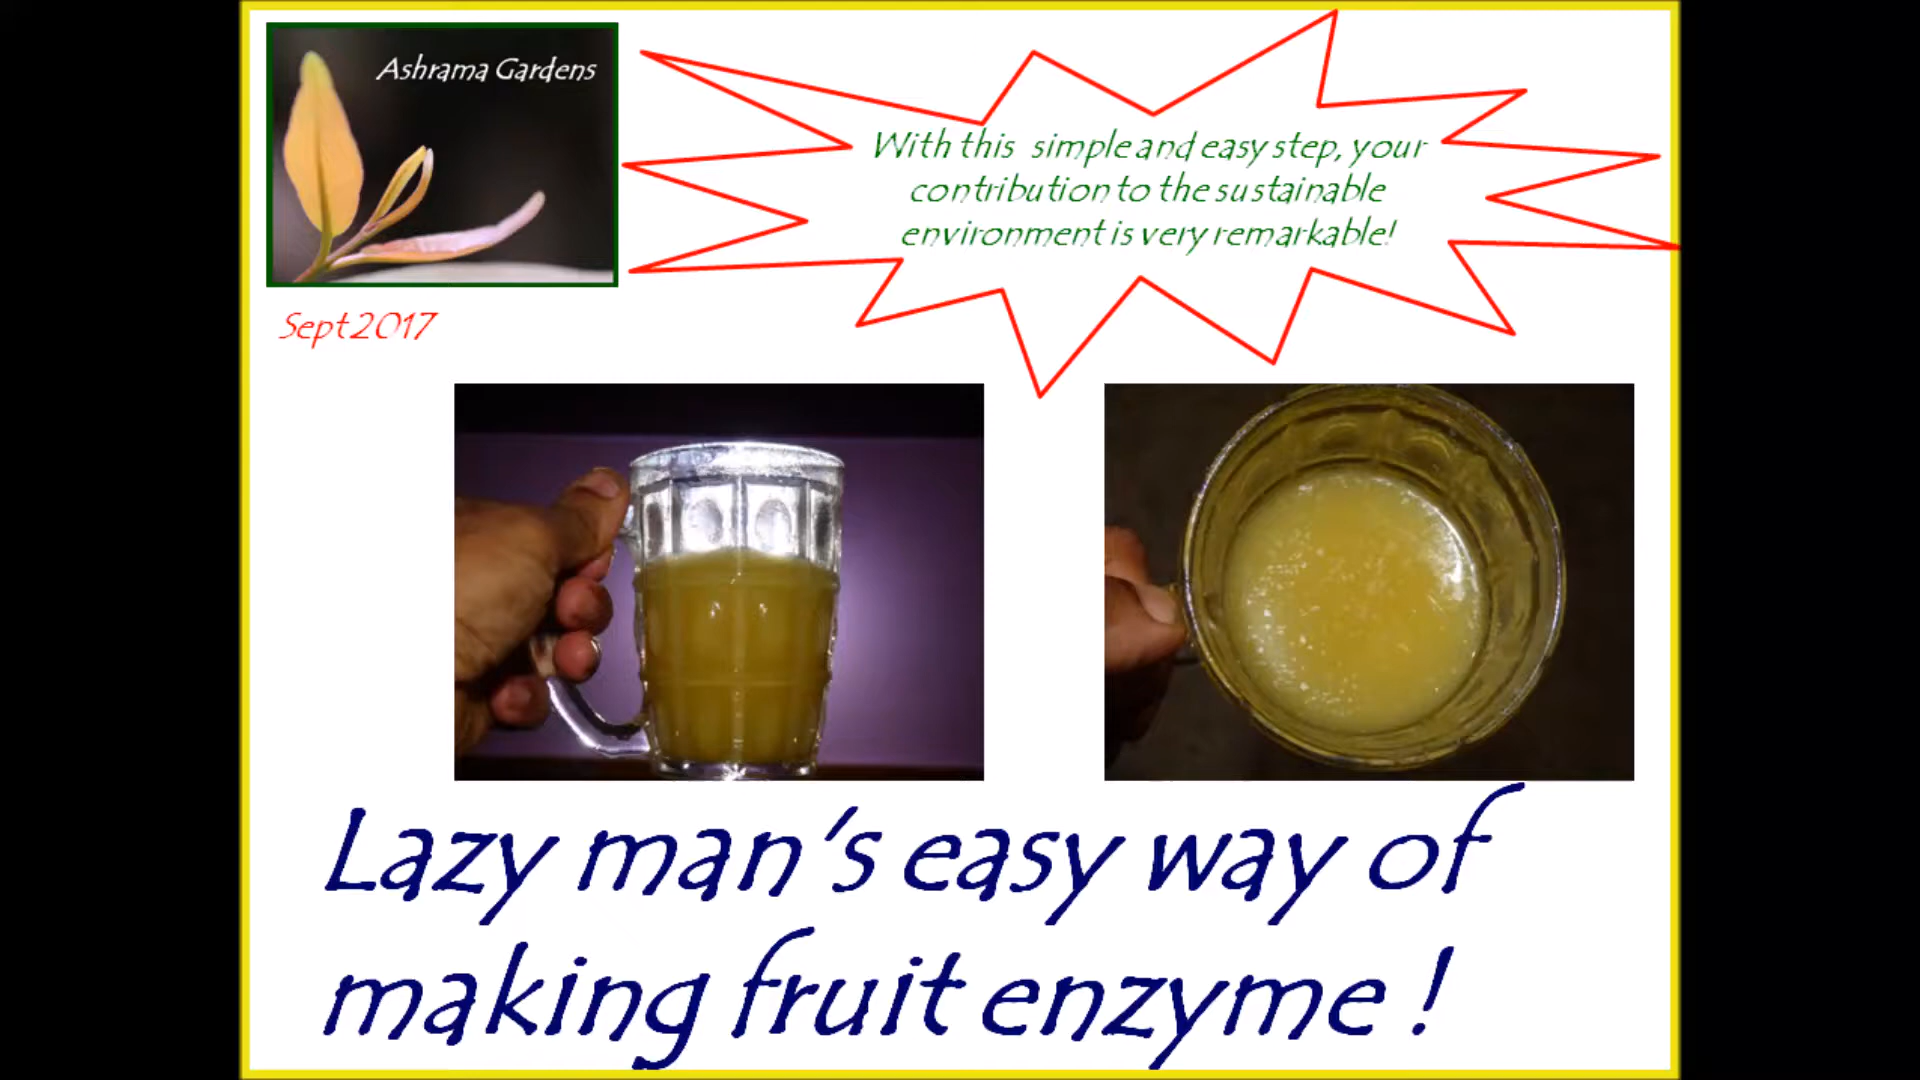 Ashrama Gardens
With this simple and easy step, your
contribution to the sustainable
environment is very remarkable!
Sept 2017
Lazy man's easy way of
making fruit enzyme !